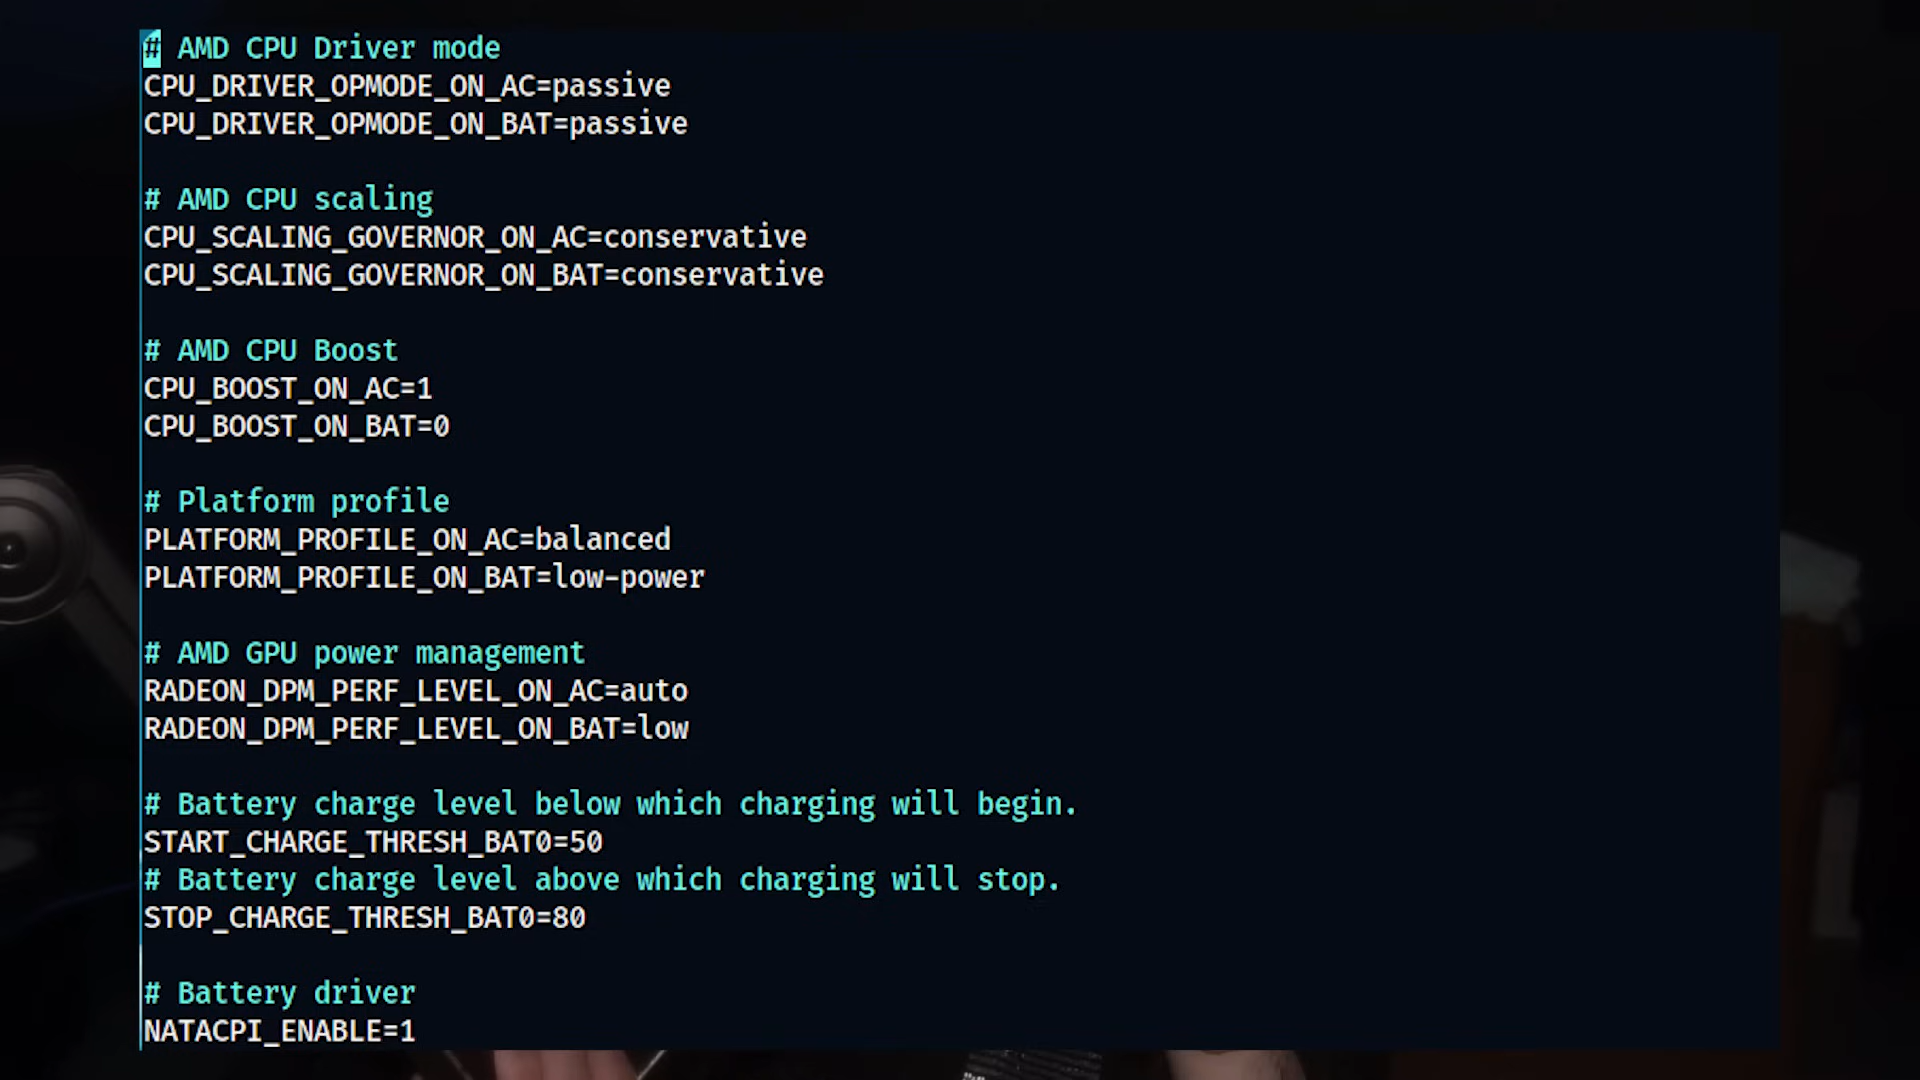 # AMD CPU Driver mode
CPU_DRIVER_OPMODE_ON_AC=passive
CPU_DRIVER_OPMODE_ON_BAT=passive
# AMD CPU scaling
CPU_SCALING_GOVERNOR_ON_AC=conservative
CPU_SCALING_GOVERNOR_ON_BAT=conservative
# AMD CPU Boost
CPU_BOOST_ON_AC=1
CPU_BOOST_ON_BAT=0
# Platform profile
PLATFORM_PROFILE_ON_AC=balanced
PLATFORM_PROFILE_ON_BAT=low-power
# AMD GPU power management
RADEON_DPM_PERF_LEVEL_ON_AC=auto
RADEON_DPM_PERF_LEVEL_ON_BAT=low
# Battery charge level below which charging will begin.
START_CHARGE_THRESH_BAT0=50
# Battery charge level above which charging will stop.
STOP_CHARGE_THRESH_BAT0=80
# Battery driver
NATACPI_ENABLE=1